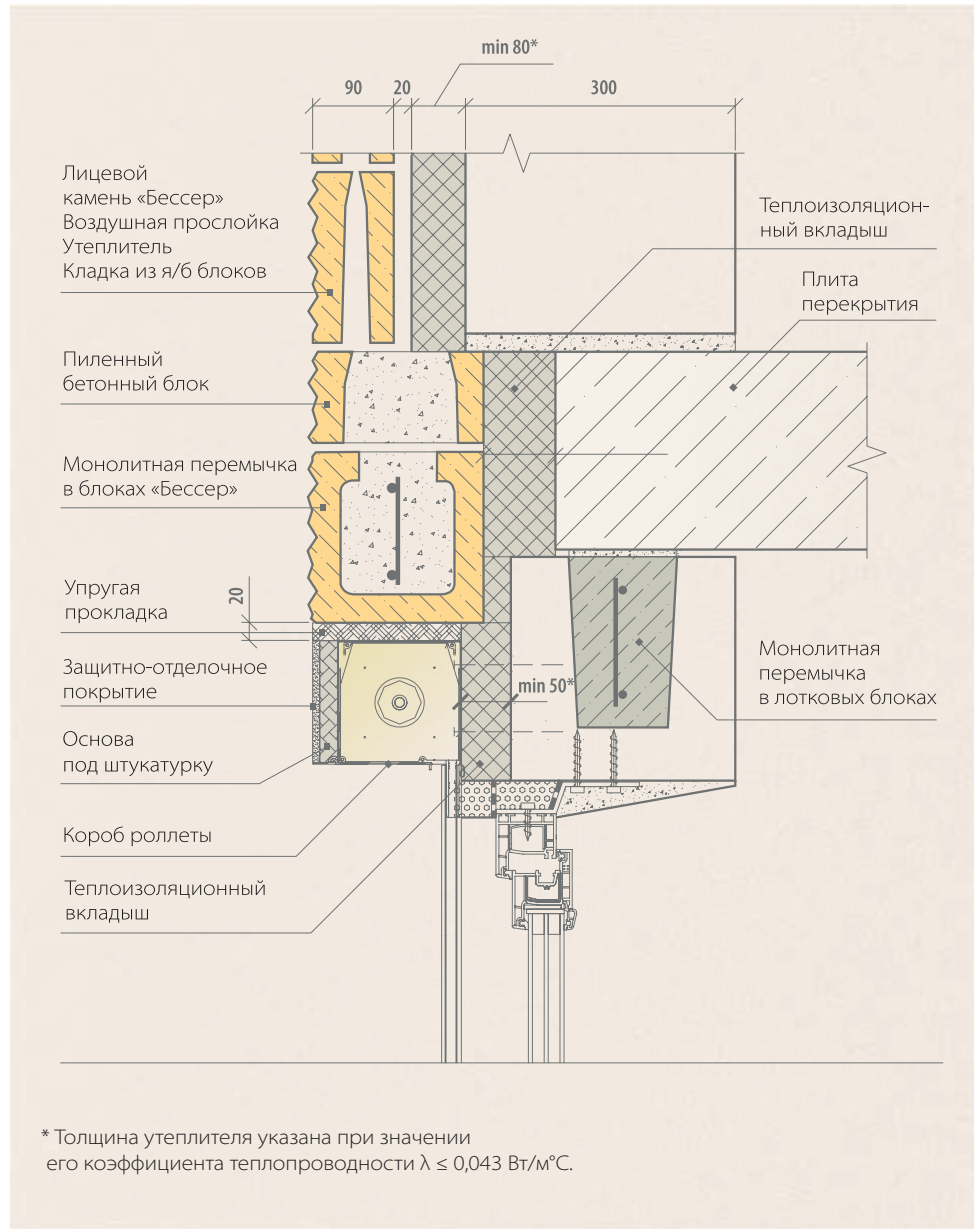 min 80*
90 20 300
Лицевой
камень «Бессер»
Воздушная прослойка
Утеплитель
Кладка из я/б блоков
Теплоизоляцион-
ный вкладыш
Плита
перекрытия
Пиленный
бетонный блок
Монолитная перемычка
в блоках «Бессер»
Упругая
прокладка
20
Защитно-отделочное
покрытие
min 50*
Монолитная
перемычка
в лотковых блоках
Основа
под штукатурку
Короб роллеты
Теплоизоляционный
вкладыш
* Толщина утеплителя указана при значении
его коэффициента теплопроводности λ ≤ 0,043 Вт/м°С.